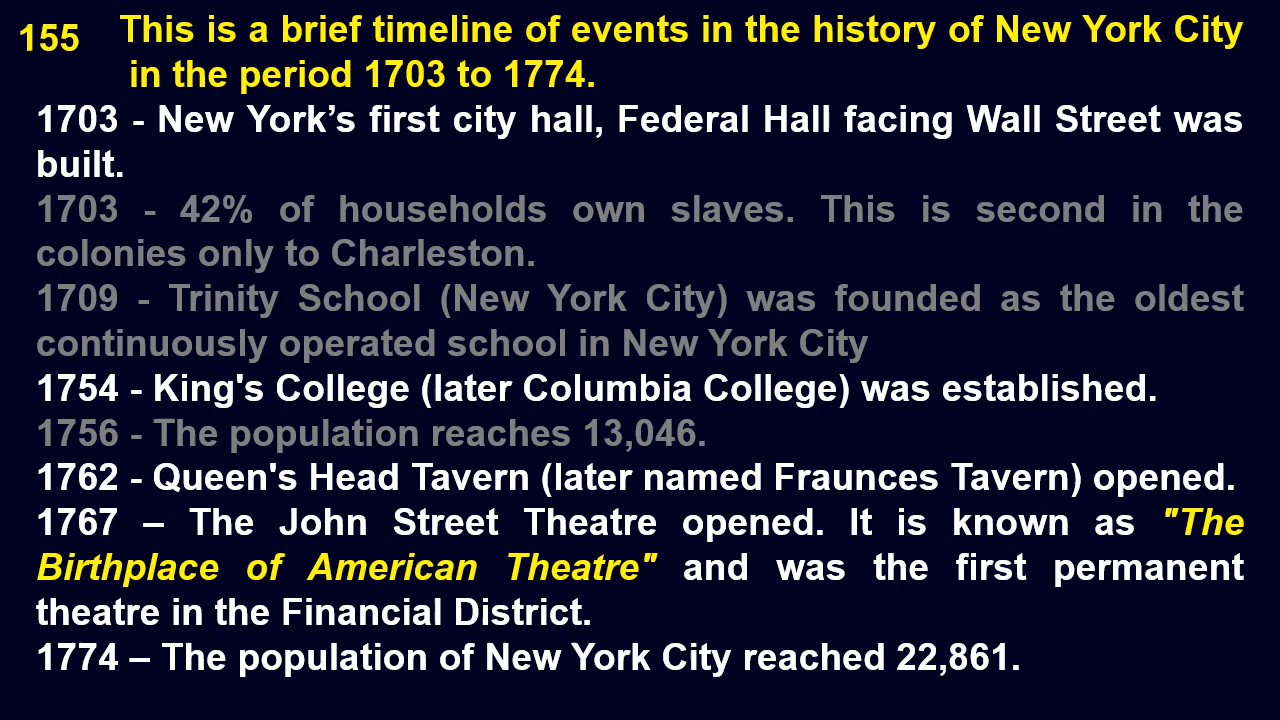 155 This is a brief timeline of events in the history of New York City
in the period 1703 to 1774.
1703 - New York’s first city hall, Federal Hall facing Wall Street was
built.
1703 - 42% of households own slaves. This is second in the
colonies only to Charleston.
1709 - Trinity School (New York City) was founded as the oldest
continuously operated school in New York City
1754 - King's College (later Columbia College) was established.
1756 - The population reaches 13,046.
1762 - Queen's Head Tavern (later named Fraunces Tavern) opened.
1767 – The John Street Theatre opened. It is known as "The
Birthplace of American Theatre" and was the first permanent
theatre in the Financial District.
1774 – The population of New York City reached 22,861.